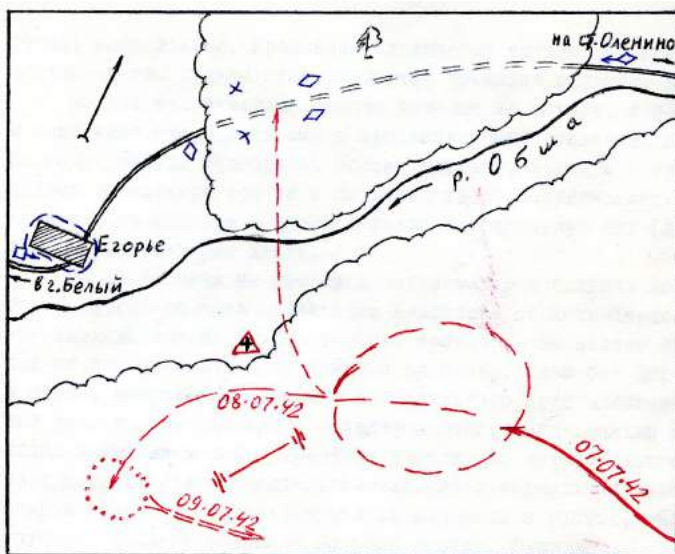 на ст. Оленино
р. Обша
Егорье
в г. Белый
08.07.42
07.07.42
09.07.42